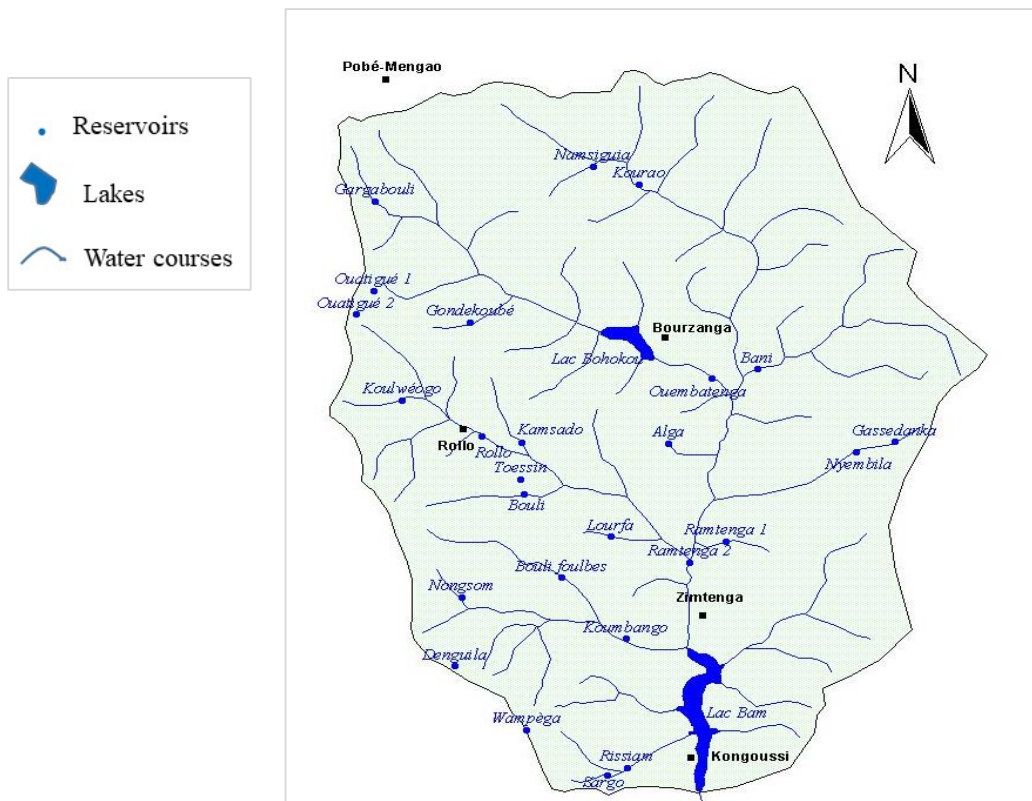 Reservoirs
Lakes
Water courses
Pobé-Mengao
N
Namsiguia
Kourao
Gargabouli
Ouatigué 1
Ouatigué 2
Gondekoubé
Bourzanga
Lac Bohokou
Bani
Ouembatenga
Koulwéogo
Rollo
Rollo
Kamsado
Alga
Gassedanka
Nyembila
Toessin
Bouli
Lourfa
Ramtenga 1
Ramtenga 2
Bouli foulbes
Nongsom
Zimtenga
Koumbango
Denguila
Wampèga
Lac Bam
Rissiam
Kongoussi